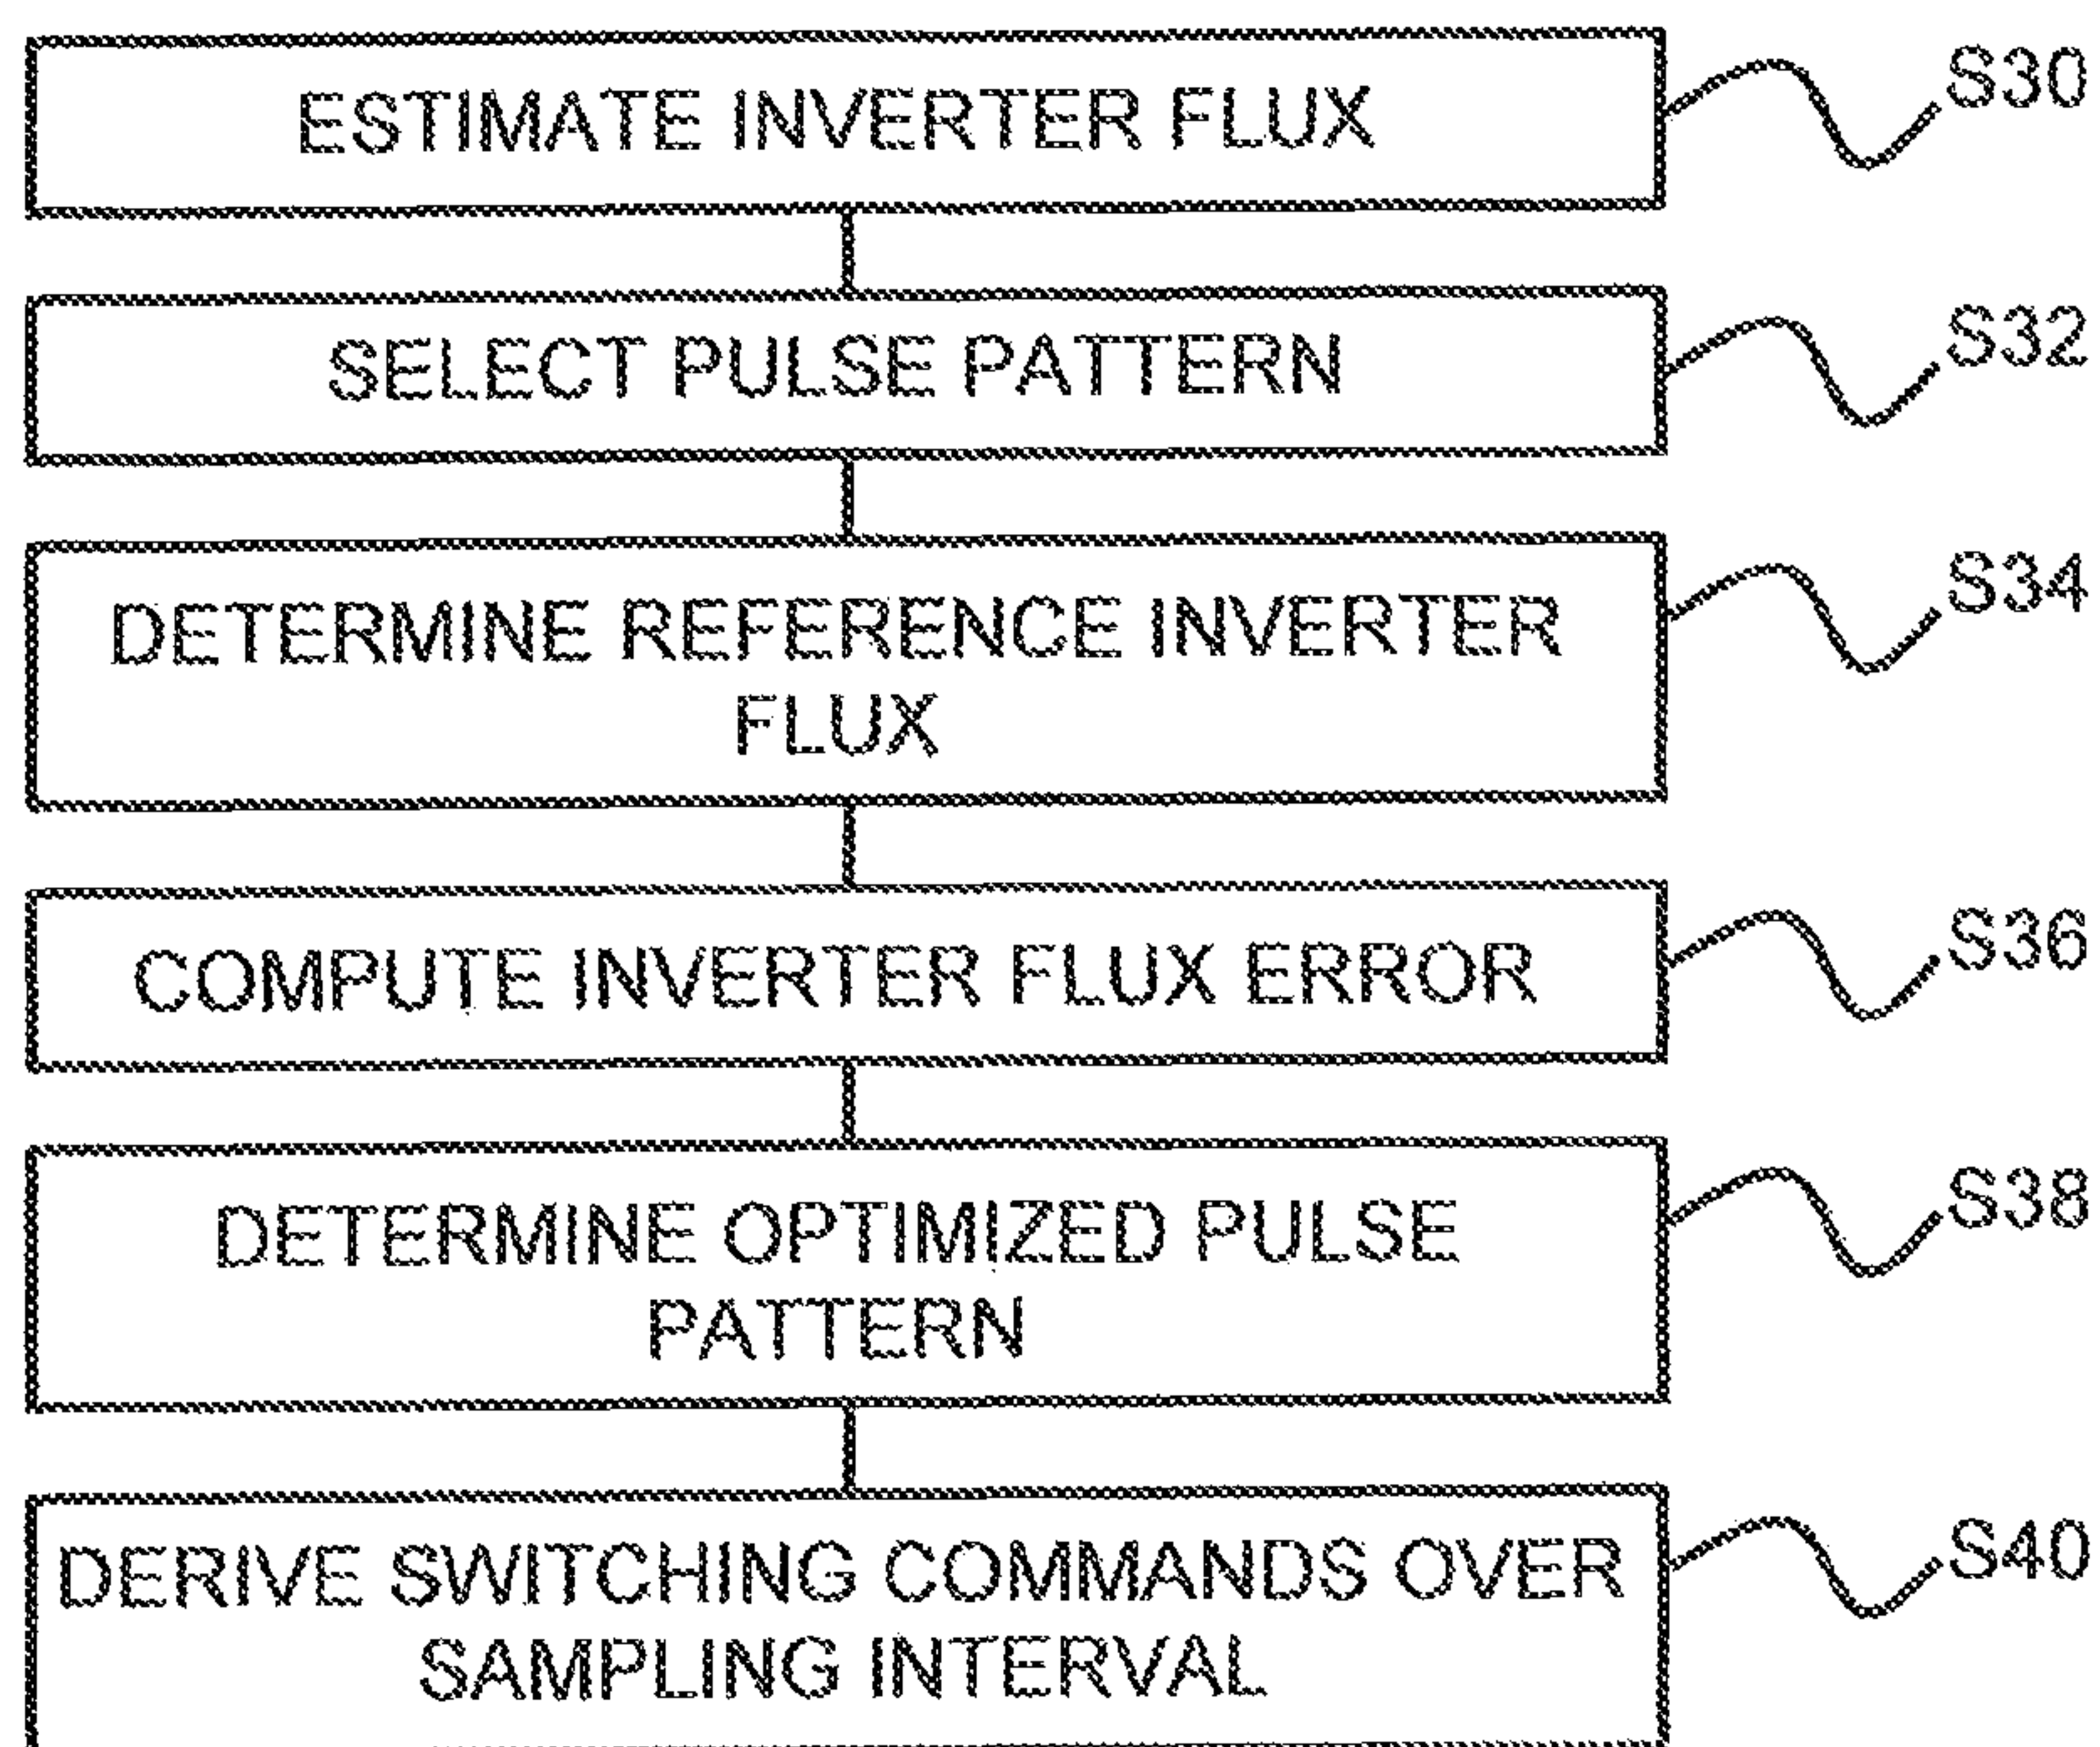 ESTIMATE INVERTER FLUX
S30
SELECT PULSE PATTERN
S32
DETERMINE REFERENCE INVERTER
FLUX
S34
COMPUTE INVERTER FLUX ERROR
S36
DETERMINE OPTIMIZED PULSE
PATTERN
S38
DERIVE SWITCHING COMMANDS OVER
SAMPLING INTERVAL
S40